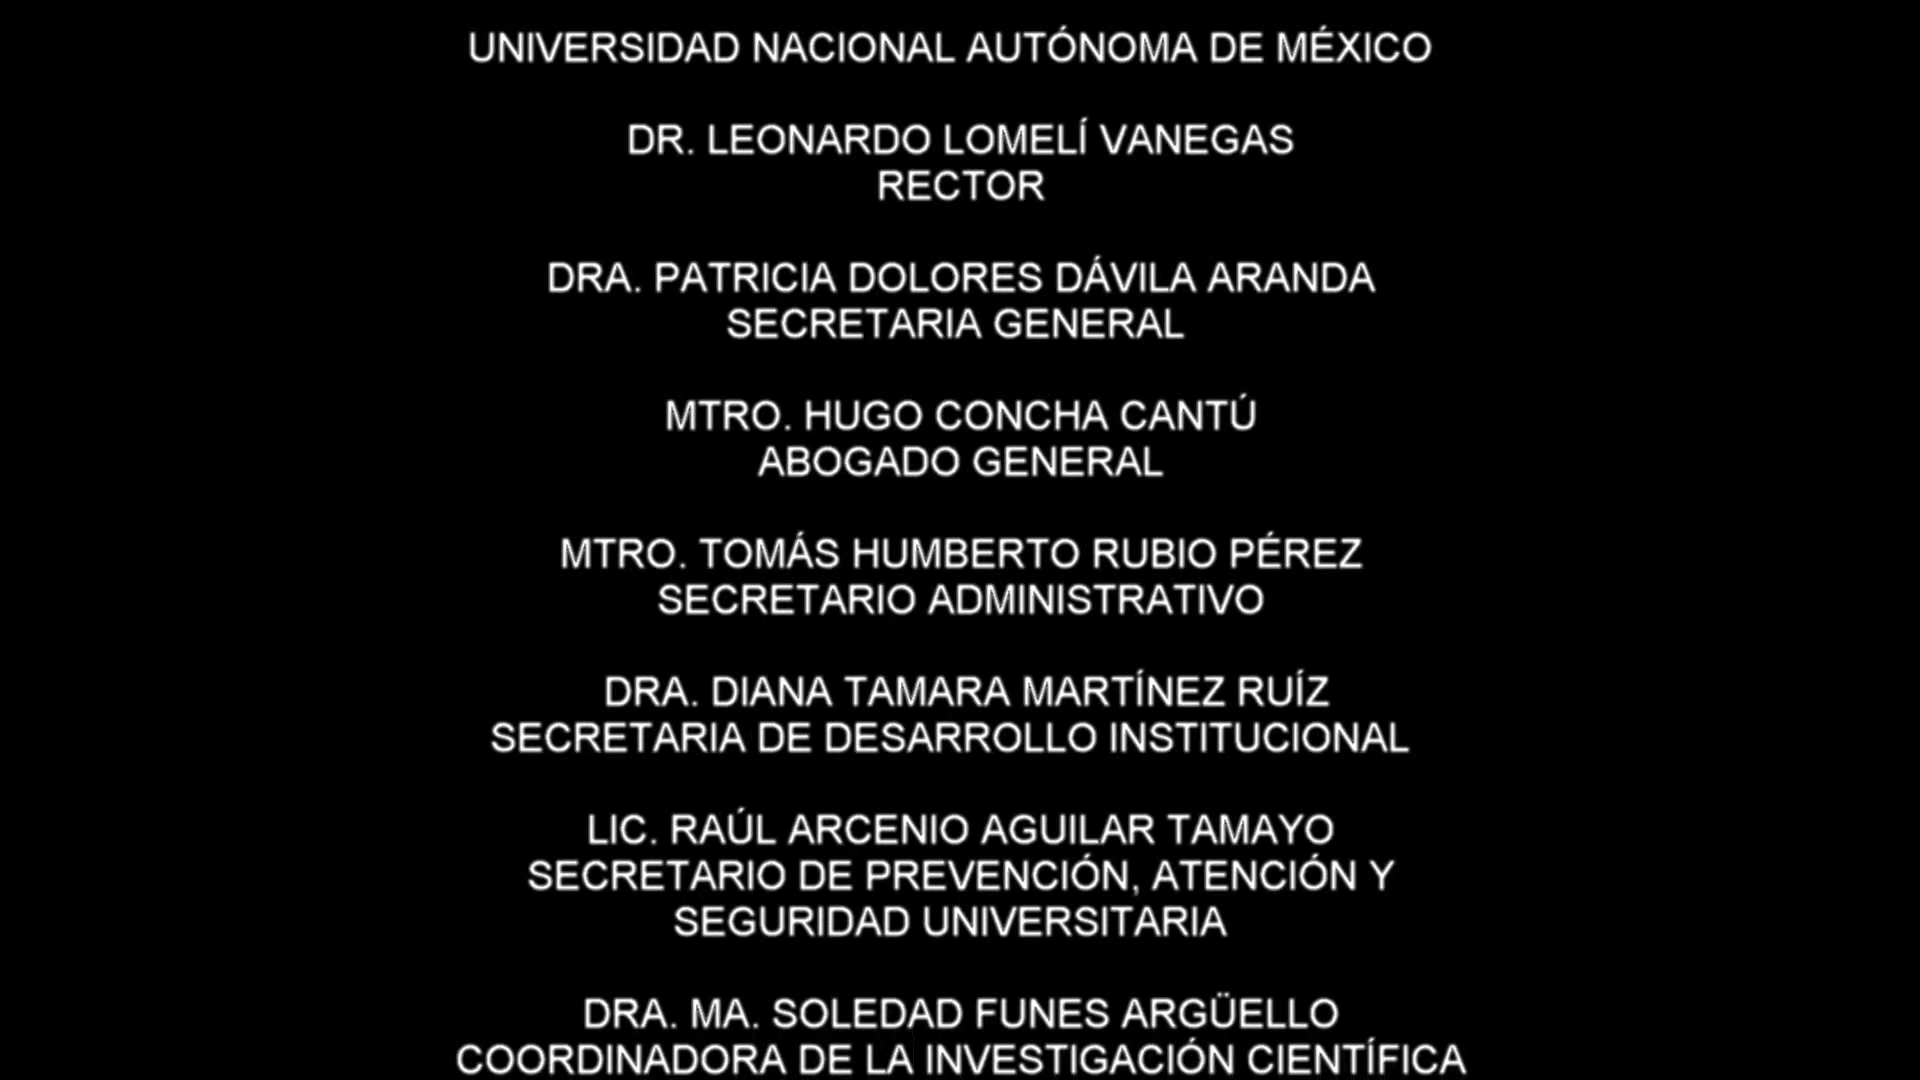 UNIVERSIDAD NACIONAL AUTÓNOMA DE MÉXICO
DR. LEONARDO LOMELÍ VANEGAS
RECTOR
DRA. PATRICIA DOLORES DÁVILA ARANDA
SECRETARIA GENERAL
MTRO. HUGO CONCHA CANTÚ
ABOGADO GENERAL
MTRO. TOMÁS HUMBERTO RUBIO PÉREZ
SECRETARIO ADMINISTRATIVO
DRA. DIANA TAMARA MARTÍNEZ RUÍZ
SECRETARIA DE DESARROLLO INSTITUCIONAL
LIC. RAÚL ARCENIO AGUILAR TAMAYO
SECRETARIO DE PREVENCIÓN, ATENCIÓN Y
SEGURIDAD UNIVERSITARIA
DRA. MA. SOLEDAD FUNES ARGÜELLO
COORDINADORA DE LA INVESTIGACIÓN CIENTÍFICA